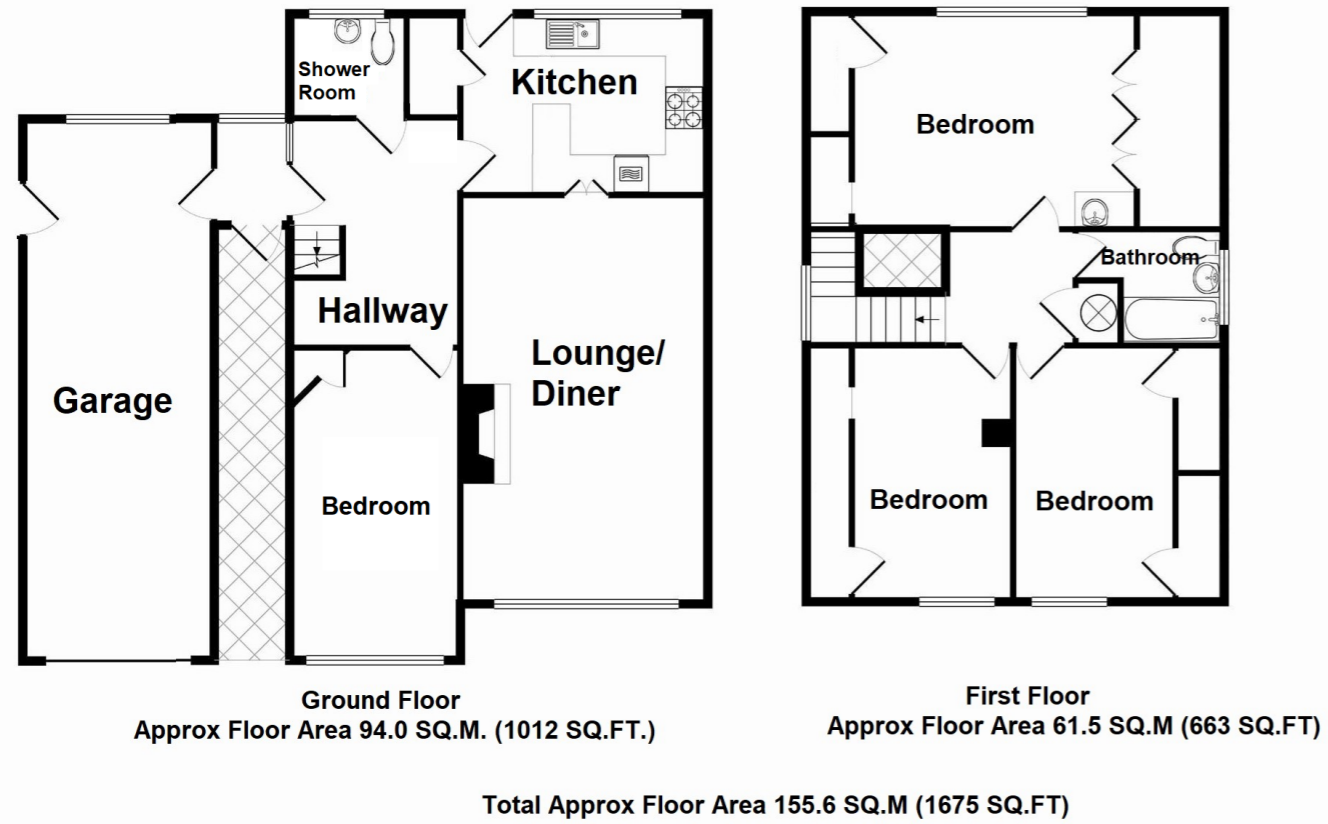 Shower
Room
Kitchen
Hallway
Lounge/
Diner
Garage
Bedroom
Ground Floor
Approx Floor Area 94.0 SQ.M. (1012 SQ.FT.)
Bedroom
Bathroom
Bedroom
Bedroom
First Floor
Approx Floor Area 61.5 SQ.M (663 SQ.FT)
Total Approx Floor Area 155.6 SQ.M (1675 SQ.FT)